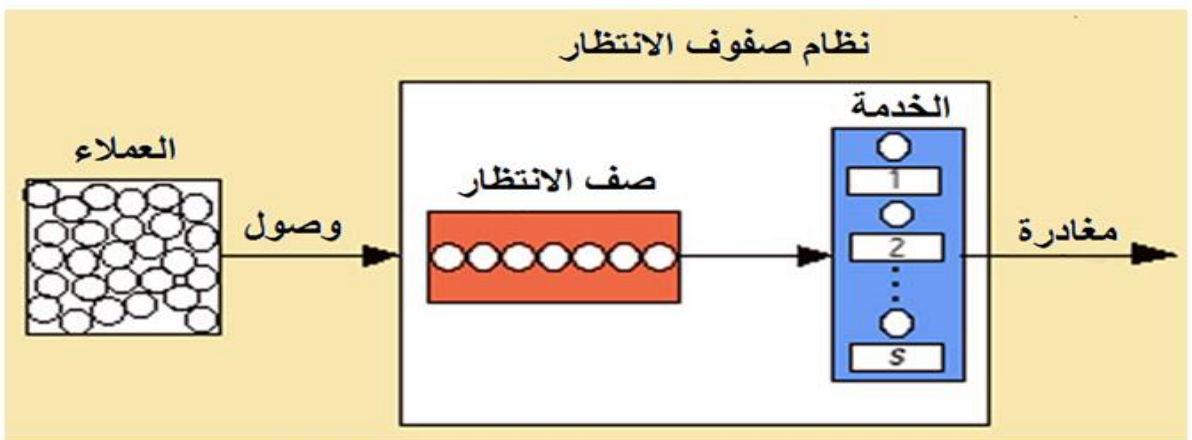 نظام صفوف الانتظار
الخدمة
العملاء
صف الانتظار
وصول
مغادرة
1
2
S